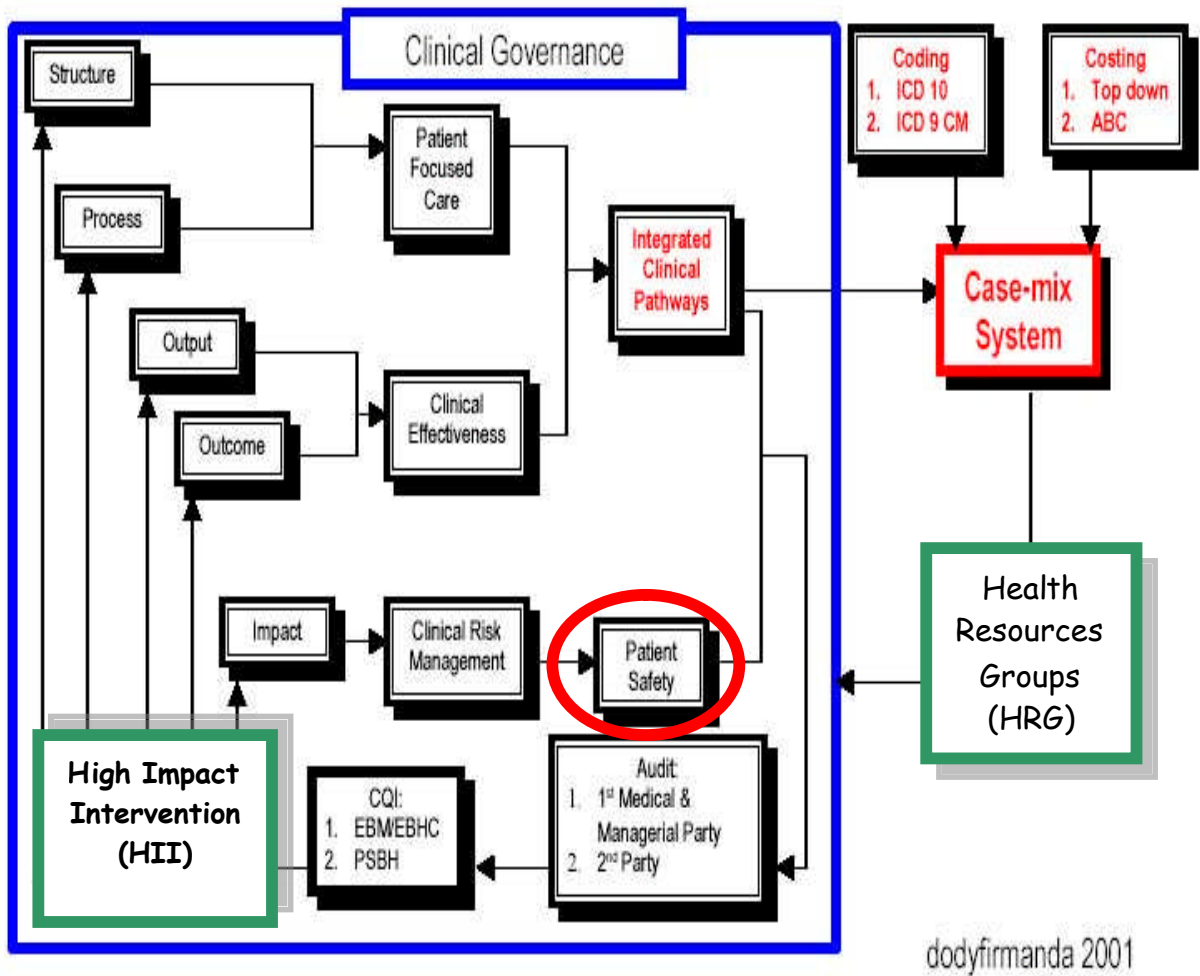 Clinical Governance
Structure
Process
Output
Outcome
Impact
Patient
Focused
Care
Clinical
Effectiveness
Clinical Risk
Management
Integrated
Clinical
Pathways
Patient
Safety
Coding
1. ICD 10
2. ICD 9 CM
Costing
1. Top down
2. ABC
Case-mix
System
Health
Resources
Groups
(HRG)
Audit:
1. 1st Medical &
Managerial Party
2. 2nd Party
CQI:
1. EBM/EBHC
2. PSBH
High Impact
Intervention
(HII)
dodyfirmanda 2001